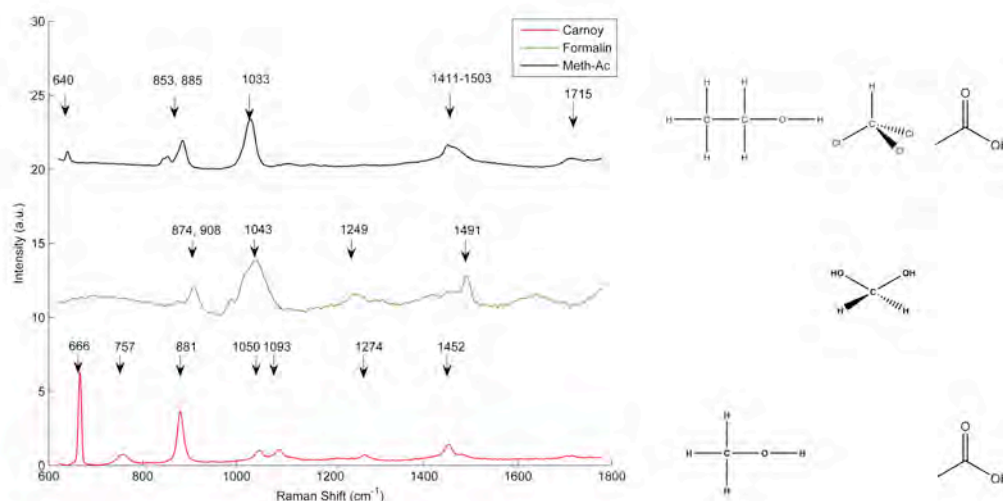 30
25
20
15
10
5
0
Intensity (a.u.)
600 800 1000 1200 1400 1600 1800
Raman Shift (cm⁻¹)
Carnoy
Formalin
Meth-Ac
640
853, 885
1033
1411-1503
1715
874, 908
1043
1249
1491
666
757
881
1050 1093
1274
1452
H H
H C C O H
H H
H
C
Cl Cl
Cl
O
HO OH
C
H H
H
H C O H
H
O